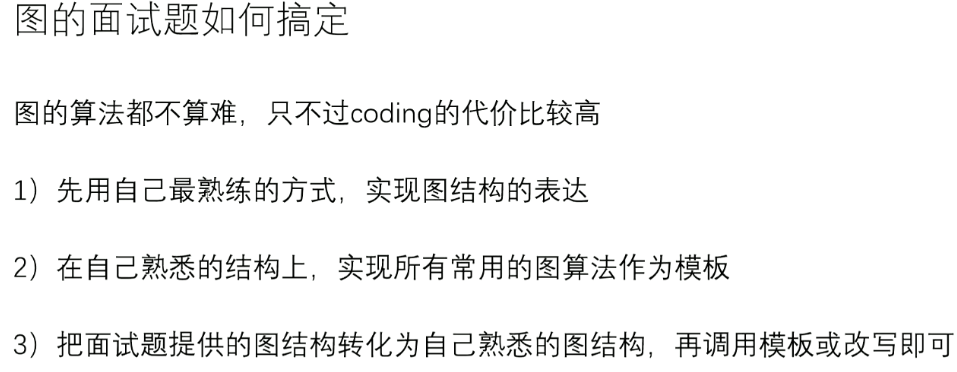 图的面试题如何搞定
图的算法都不算难，只不过coding的代价比较高
1）先用自己最熟练的方式，实现图结构的表达
2）在自己熟悉的结构上，实现所有常用的图算法作为模板
3）把面试题提供的图结构转化为自己熟悉的图结构，再调用模板或改写即可